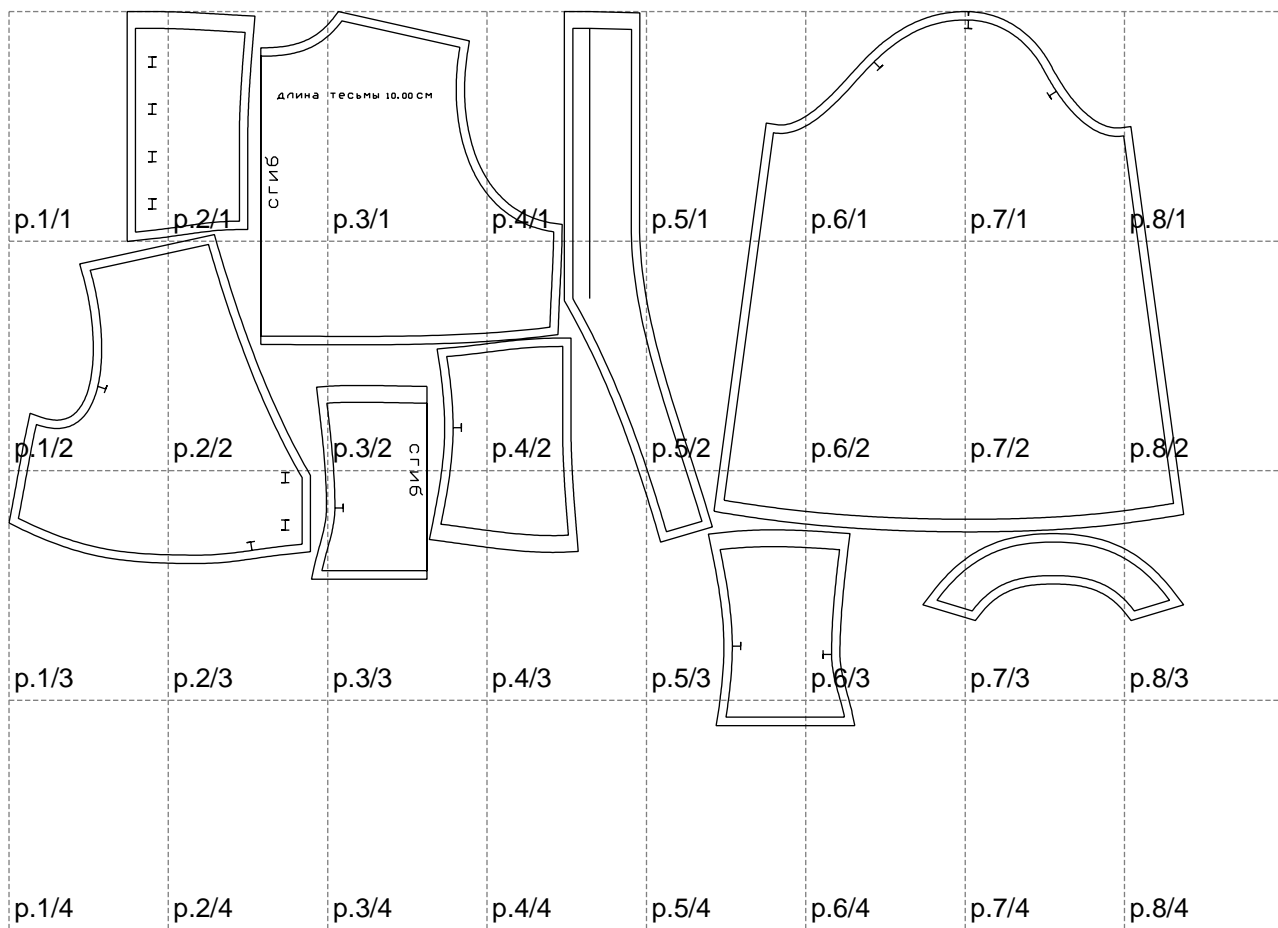 длина тесьмы 10.00 см
сгиб
p.1/1 p.2/1 p.3/1 p.4/1 p.5/1 p.6/1 p.7/1 p.8/1
p.1/2 p.2/2 p.3/2 p.4/2 p.5/2 p.6/2 p.7/2 p.8/2
сгиб
p.1/3 p.2/3 p.3/3 p.4/3 p.5/3 p.6/3 p.7/3 p.8/3
p.1/4 p.2/4 p.3/4 p.4/4 p.5/4 p.6/4 p.7/4 p.8/4